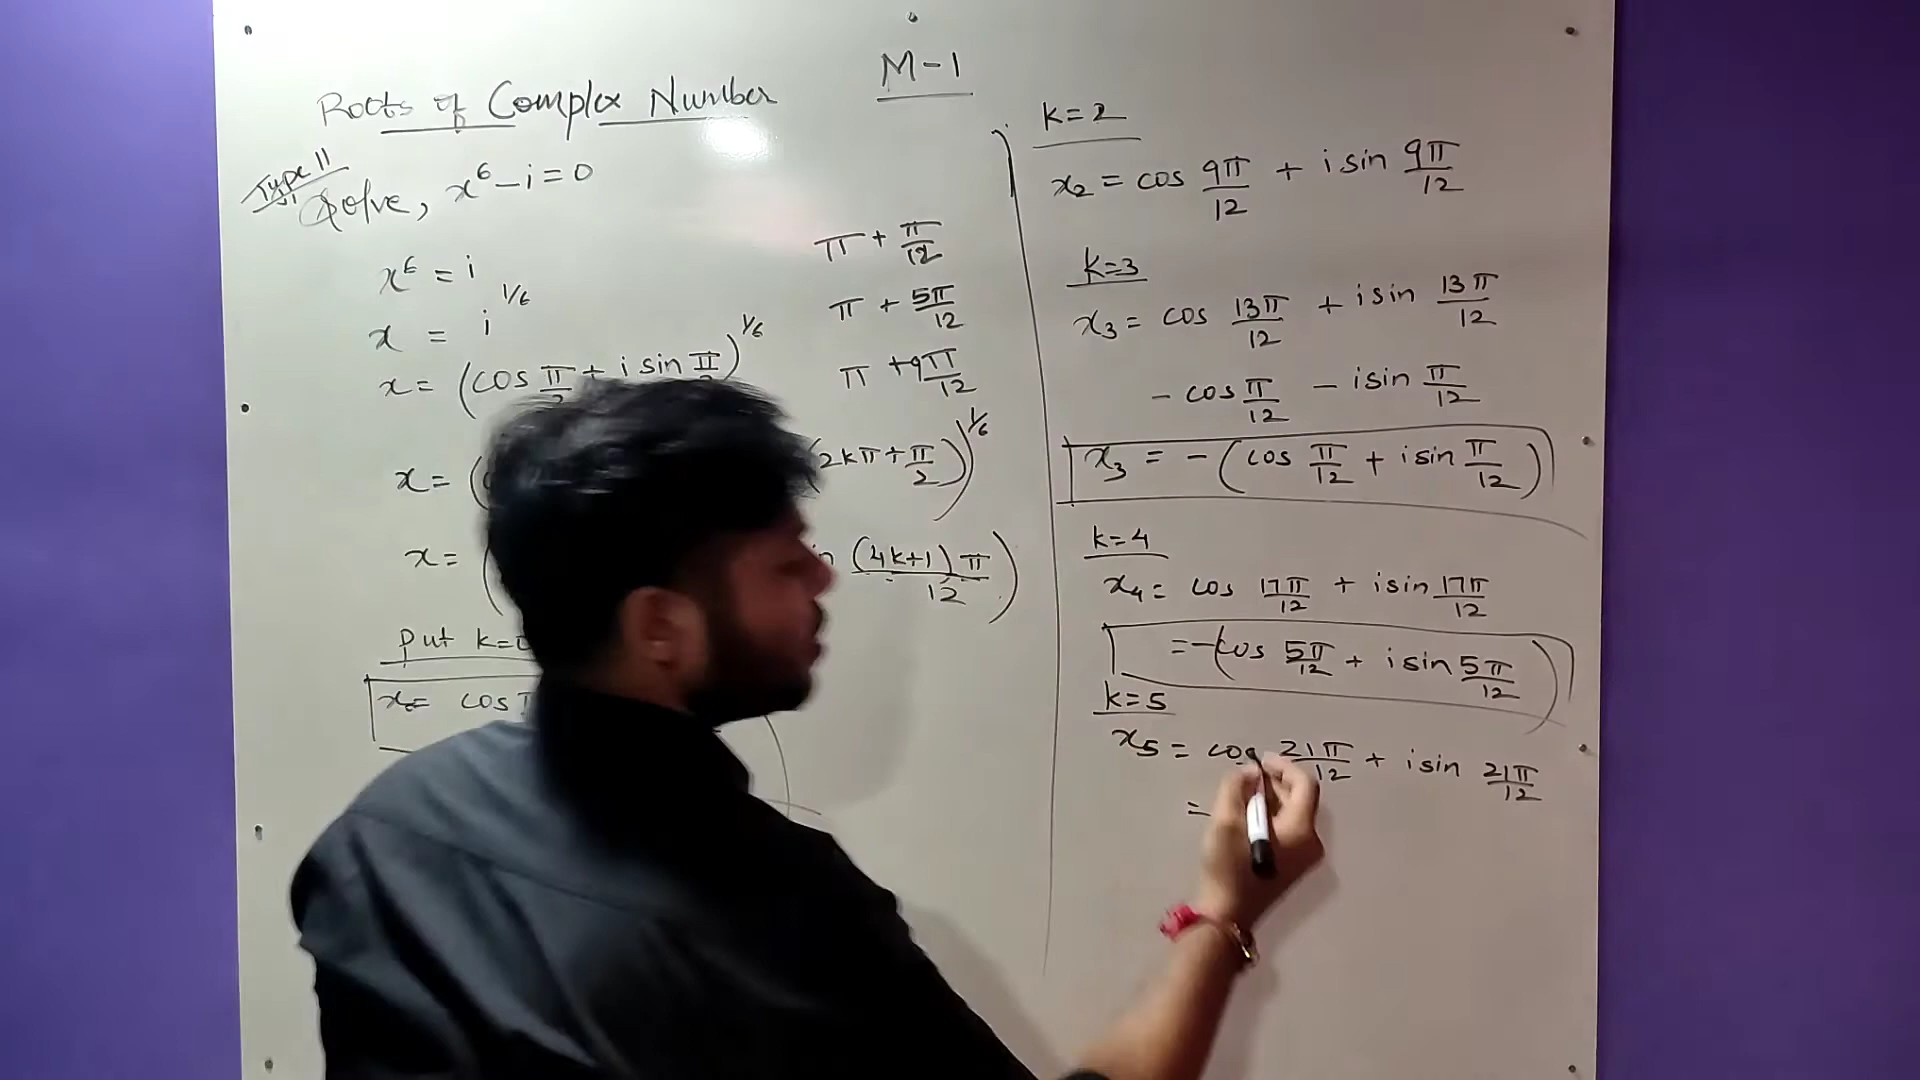 Roots of Complex Number
M-1
Type II
Solve, x⁶ - i = 0
x⁶ = i
x = i^1/6
x = (cos π/2 + i sin π/2)^1/6
x = (
(2kπ + π/2))^1/6
x = (
(4k+1)π/12)
put k=0
x₀ = cos π
π + π/12
π + 5π/12
π + 9π/12
k=2
x₂ = cos 9π/12 + i sin 9π/12
k=3
x₃ = cos 13π/12 + i sin 13π/12
- cos π/12 - i sin π/12
x₃ = - (cos π/12 + i sin π/12)
k=4
x₄ = cos 17π/12 + i sin 17π/12
= -(cos 5π/12 + i sin 5π/12)
k=5
x₅ = cos 21π/12 + i sin 21π/12
=